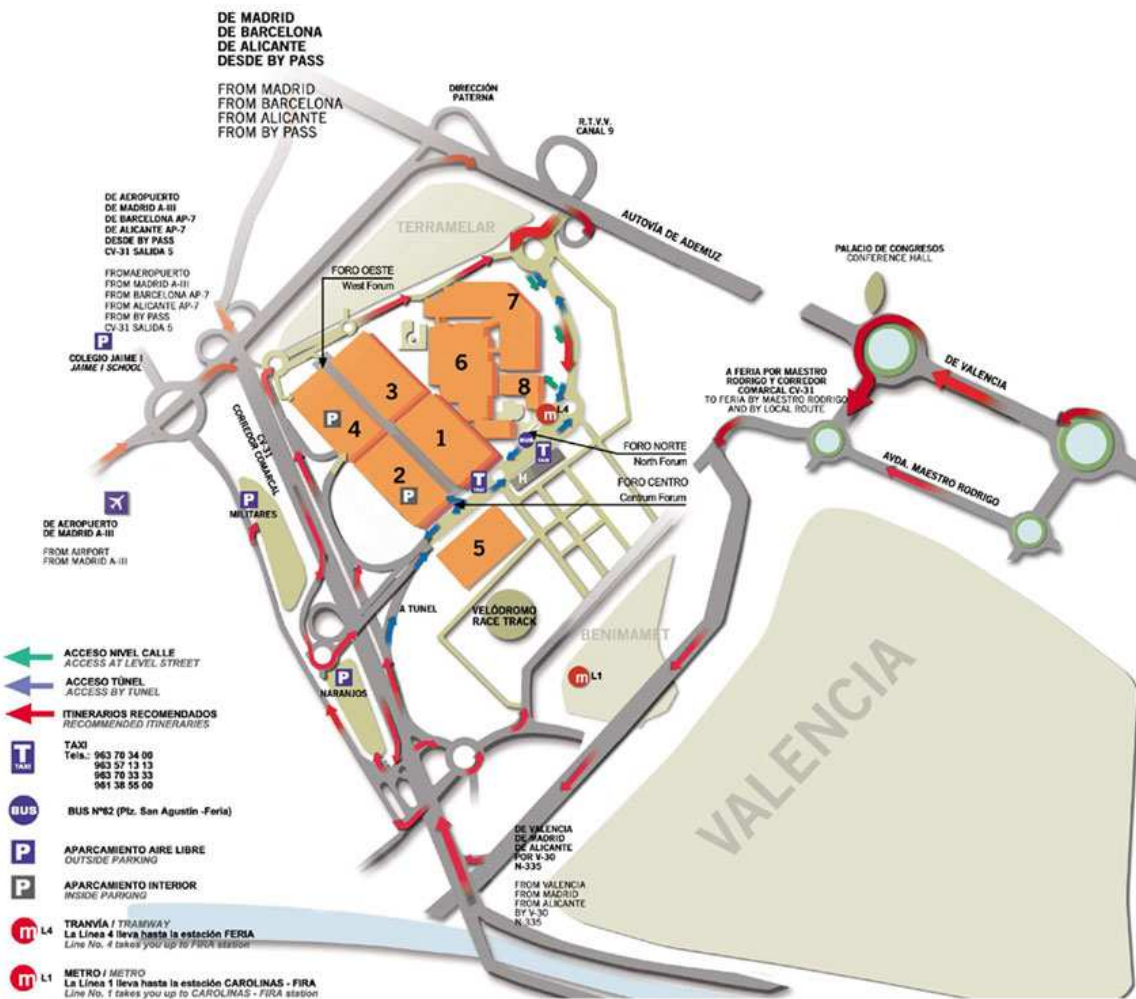 DE MADRID
DE BARCELONA
DE ALICANTE
DESDE BY PASS
FROM MADRID
FROM BARCELONA
FROM ALICANTE
FROM BY PASS
DIRECCIÓN
PATERNA
R.T.V.V.
CANAL 9
AUTOVÍA DE ADEMUZ
TERRAMELAR
DE AEROPUERTO
DE MADRID A-III
DE BARCELONA AP-7
DE ALICANTE AP-7
DESDE BY PASS
CV-31 SALIDA 5
FROMAEROPUERTO
FROM MADRID A-III
FROM BARCELONA AP-7
FROM ALICANTE AP-7
FROM BY PASS
CV-31 SALIDA 5
P
COLEGIO JAIME I
JAIME I SCHOOL
FORO OESTE
West Forum
PALACIO DE CONGRESOS
CONFERENCE HALL
DE VALENCIA
A FERIA POR MAESTRO
RODRIGO Y CORREDOR
COMARCAL CV-31
TO FERIA BY MAESTRO RODRIGO
AND BY LOCAL ROUTE
AVDA. MAESTRO RODRIGO
7
6
8
3
4
P
1
2
P
5
m L4
BUS
T
TAXI
T
TAXI
H
FORO NORTE
North Forum
FORO CENTRO
Centrum Forum
CV-31
CORREDOR COMARCAL
P
MILITARES
DE AEROPUERTO
DE MADRID A-III
FROM AIRPORT
FROM MADRID A-III
A TUNEL
VELÓDROMO
RACE TRACK
BENIMAMET
m L1
P
NARANJOS
VALENCIA
DE VALENCIA
DE MADRID
DE ALICANTE
POR V-30
N-335
FROM VALENCIA
FROM MADRID
FROM ALICANTE
BY V-30
N-335
ACCESO NIVEL CALLE
ACCESS AT LEVEL STREET
ACCESO TÚNEL
ACCESS BY TUNEL
ITINERARIOS RECOMENDADOS
RECOMMENDED ITINERARIES
T
TAXI
TAXI
Tels.: 963 70 34 00
963 57 13 13
963 70 33 33
961 38 55 00
BUS
BUS Nº62 (Plz. San Agustin -Feria)
P
APARCAMIENTO AIRE LIBRE
OUTSIDE PARKING
P
APARCAMIENTO INTERIOR
INSIDE PARKING
m L4
TRANVÍA / TRAMWAY
La Línea 4 lleva hasta la estación FERIA
Line No. 4 takes you up to FIRA station
m L1
METRO / METRO
La Línea 1 lleva hasta la estación CAROLINAS - FIRA
Line No. 1 takes you up to CAROLINAS - FIRA station